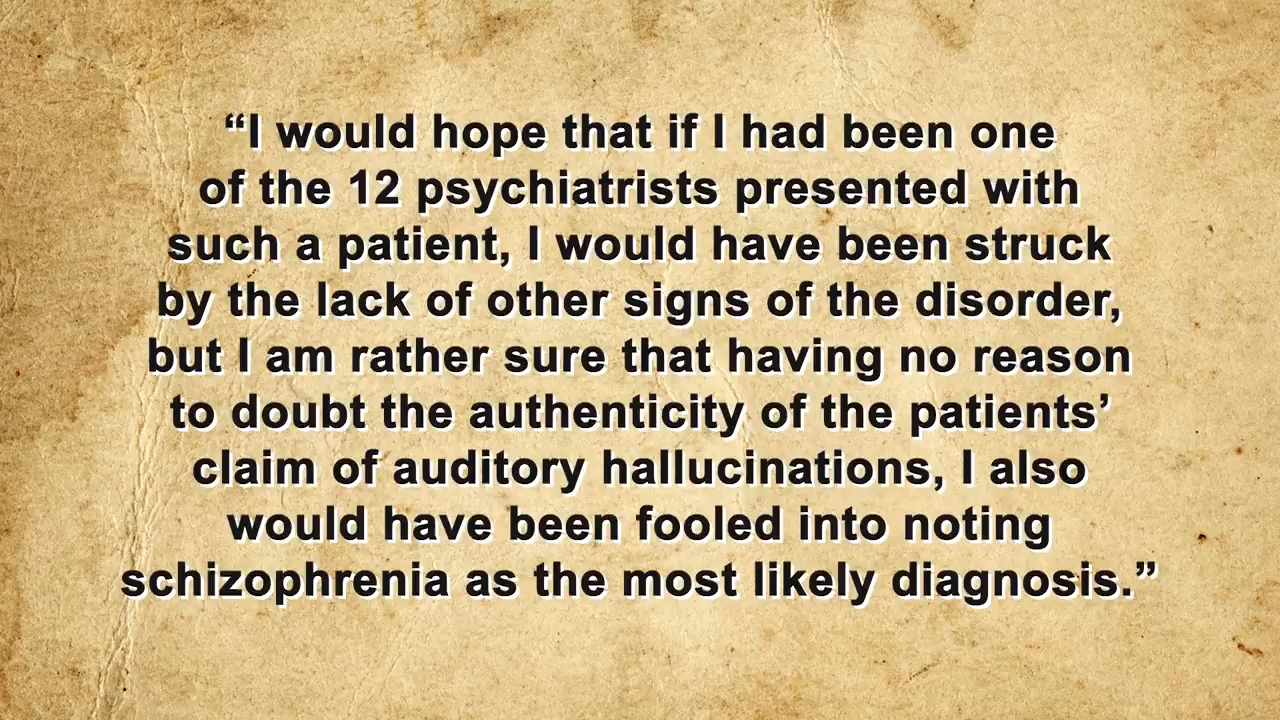 “I would hope that if I had been one
of the 12 psychiatrists presented with
such a patient, I would have been struck
by the lack of other signs of the disorder,
but I am rather sure that having no reason
to doubt the authenticity of the patients’
claim of auditory hallucinations, I also
would have been fooled into noting
schizophrenia as the most likely diagnosis.”